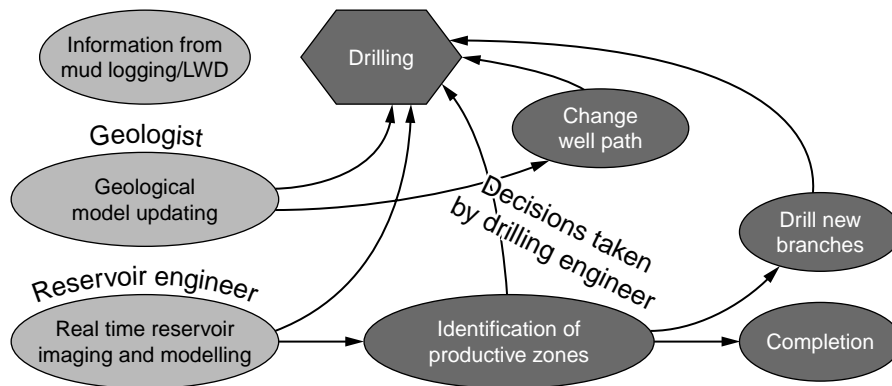 Information from
mud logging/LWD
Drilling
Change
well path
Geologist
Geological
model updating
Decisions taken
by drilling engineer
Drill new
branches
Reservoir engineer
Real time reservoir
imaging and modelling
Identification of
productive zones
Completion